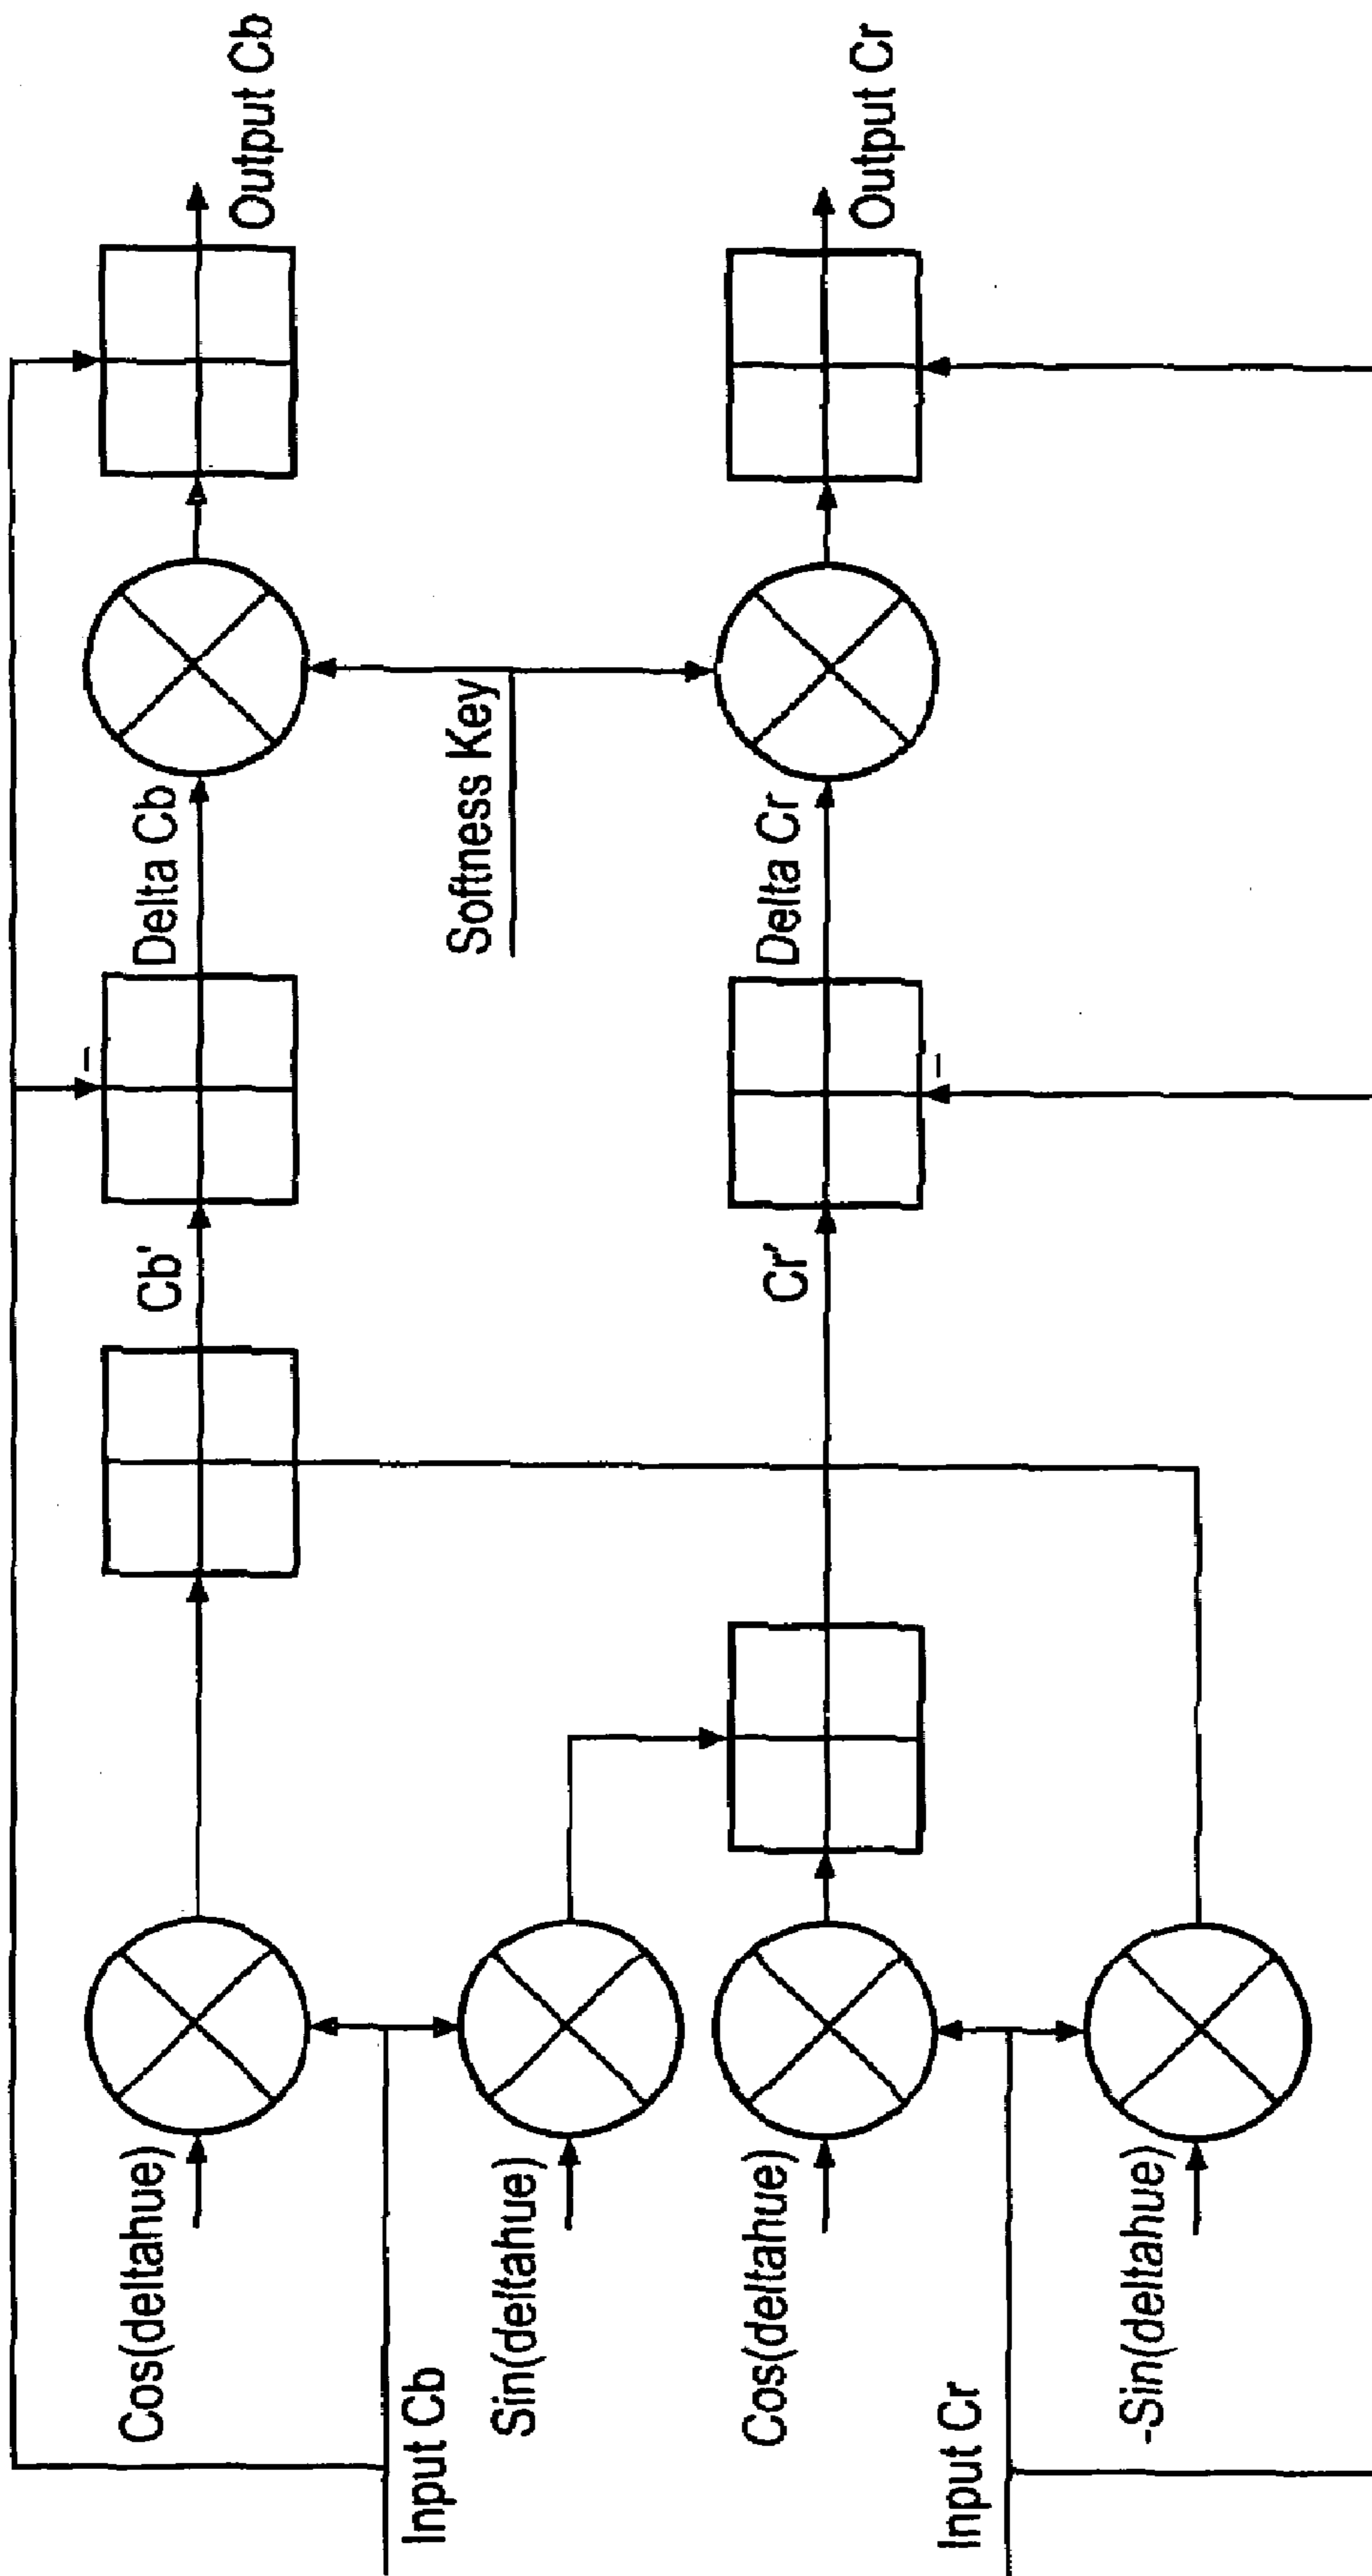 Cos(deltahue)
Input Cb
Sin(deltahue)
Cos(deltahue)
Input Cr
-Sin(deltahue)
Cb'
Cr'
–
Delta Cb
–
Delta Cr
Softness Key
Output Cb
Output Cr